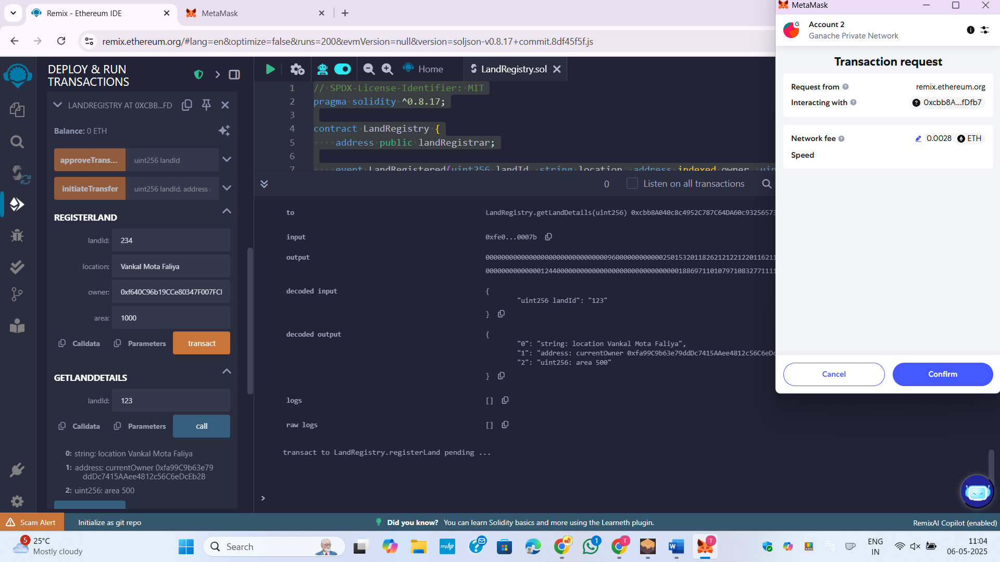 Remix - Ethereum IDE
MetaMask
remix.ethereum.org/#lang=en&optimize=false&runs=200&evmVersion=null&version=soljson-v0.8.17+commit.8df45f5f.js
DEPLOY & RUN
TRANSACTIONS
LANDREGISTRY AT 0XCBB...FD
Balance: 0 ETH
approveTrans...
uint256 landId
initiateTransfer
uint256 landId, address
REGISTERLAND
landId: 234
location: Vankal Mota Faliya
owner: 0xf640C96b19CCe80347F007FCI
area: 1000
Calldata
Parameters
transact
GETLANDDETAILS
landId: 123
Calldata
Parameters
call
0: string: location Vankal Mota Faliya
1: address: currentOwner 0xfa99C9b63e79
ddDc7415AAee4812c56C6eDcEb2B
2: uint256: area 500
Home
LandRegistry.sol
1 // SPDX-License-Identifier: MIT
2 pragma solidity ^0.8.17;
3
4 contract LandRegistry {
5 address public landRegistrar;
6
7 event LandRegistered(uint256 landId, string location, address indexed owner, uin
0
Listen on all transactions
to LandRegistry.getLandDetails(uint256) 0xcbb8A040c8c4952C787C64DA60c93256573
input 0xfe0...0007b
output
decoded input {
"uint256 landId": "123"
}
decoded output {
"0": "string: location Vankal Mota Faliya",
"1": "address: currentOwner 0xfa99C9b63e79ddDc7415AAee4812c56C6eDc
"2": "uint256: area 500"
}
logs []
raw logs []
transact to LandRegistry.registerLand pending ...
>
MetaMask
Account 2
G
Ganache Private Network
Transaction request
Request from
remix.ethereum.org
Interacting with
0xcbb8A...fDfb7
Network fee
0.0028 ETH
Speed
Cancel
Confirm
Scam Alert
Initialize as git repo
Did you know? You can learn Solidity basics and more using the Learneth plugin.
RemixAI Copilot (enabled)
5
25°C
Mostly cloudy
Search
myhp
1
T
W
T
ENG
IN
11:04
06-05-2025